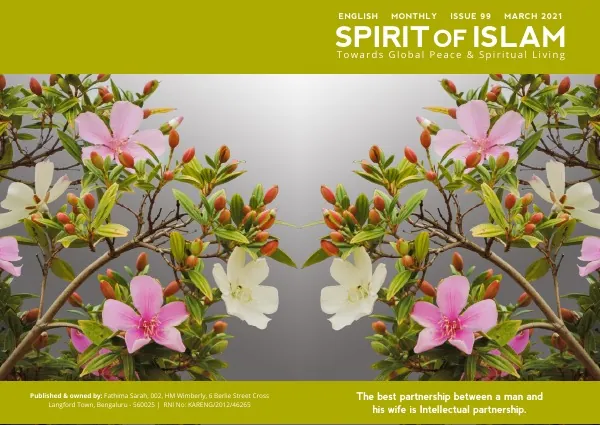 ENGLISH MONTHLY ISSUE 99 MARCH 2021
SPIRIT OF ISLAM
Towards Global Peace & Spiritual Living
Published & owned by: Fathima Sarah, 002, HM Wimberly, 6 Berlie Street Cross
Langford Town, Bengaluru - 560025 | RNI No: KARENG/2012/46265
The best partnership between a man and
his wife is Intellectual partnership.